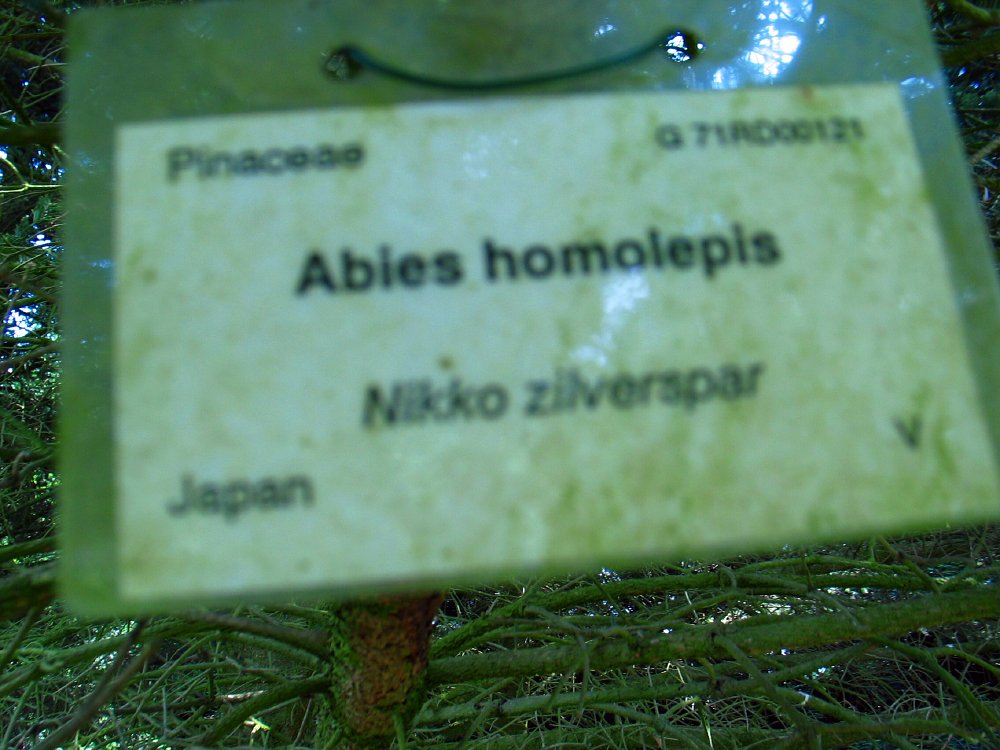 Pinaceae G 71RD00121
Abies homolepis
Nikko zilverspar
V
Japan